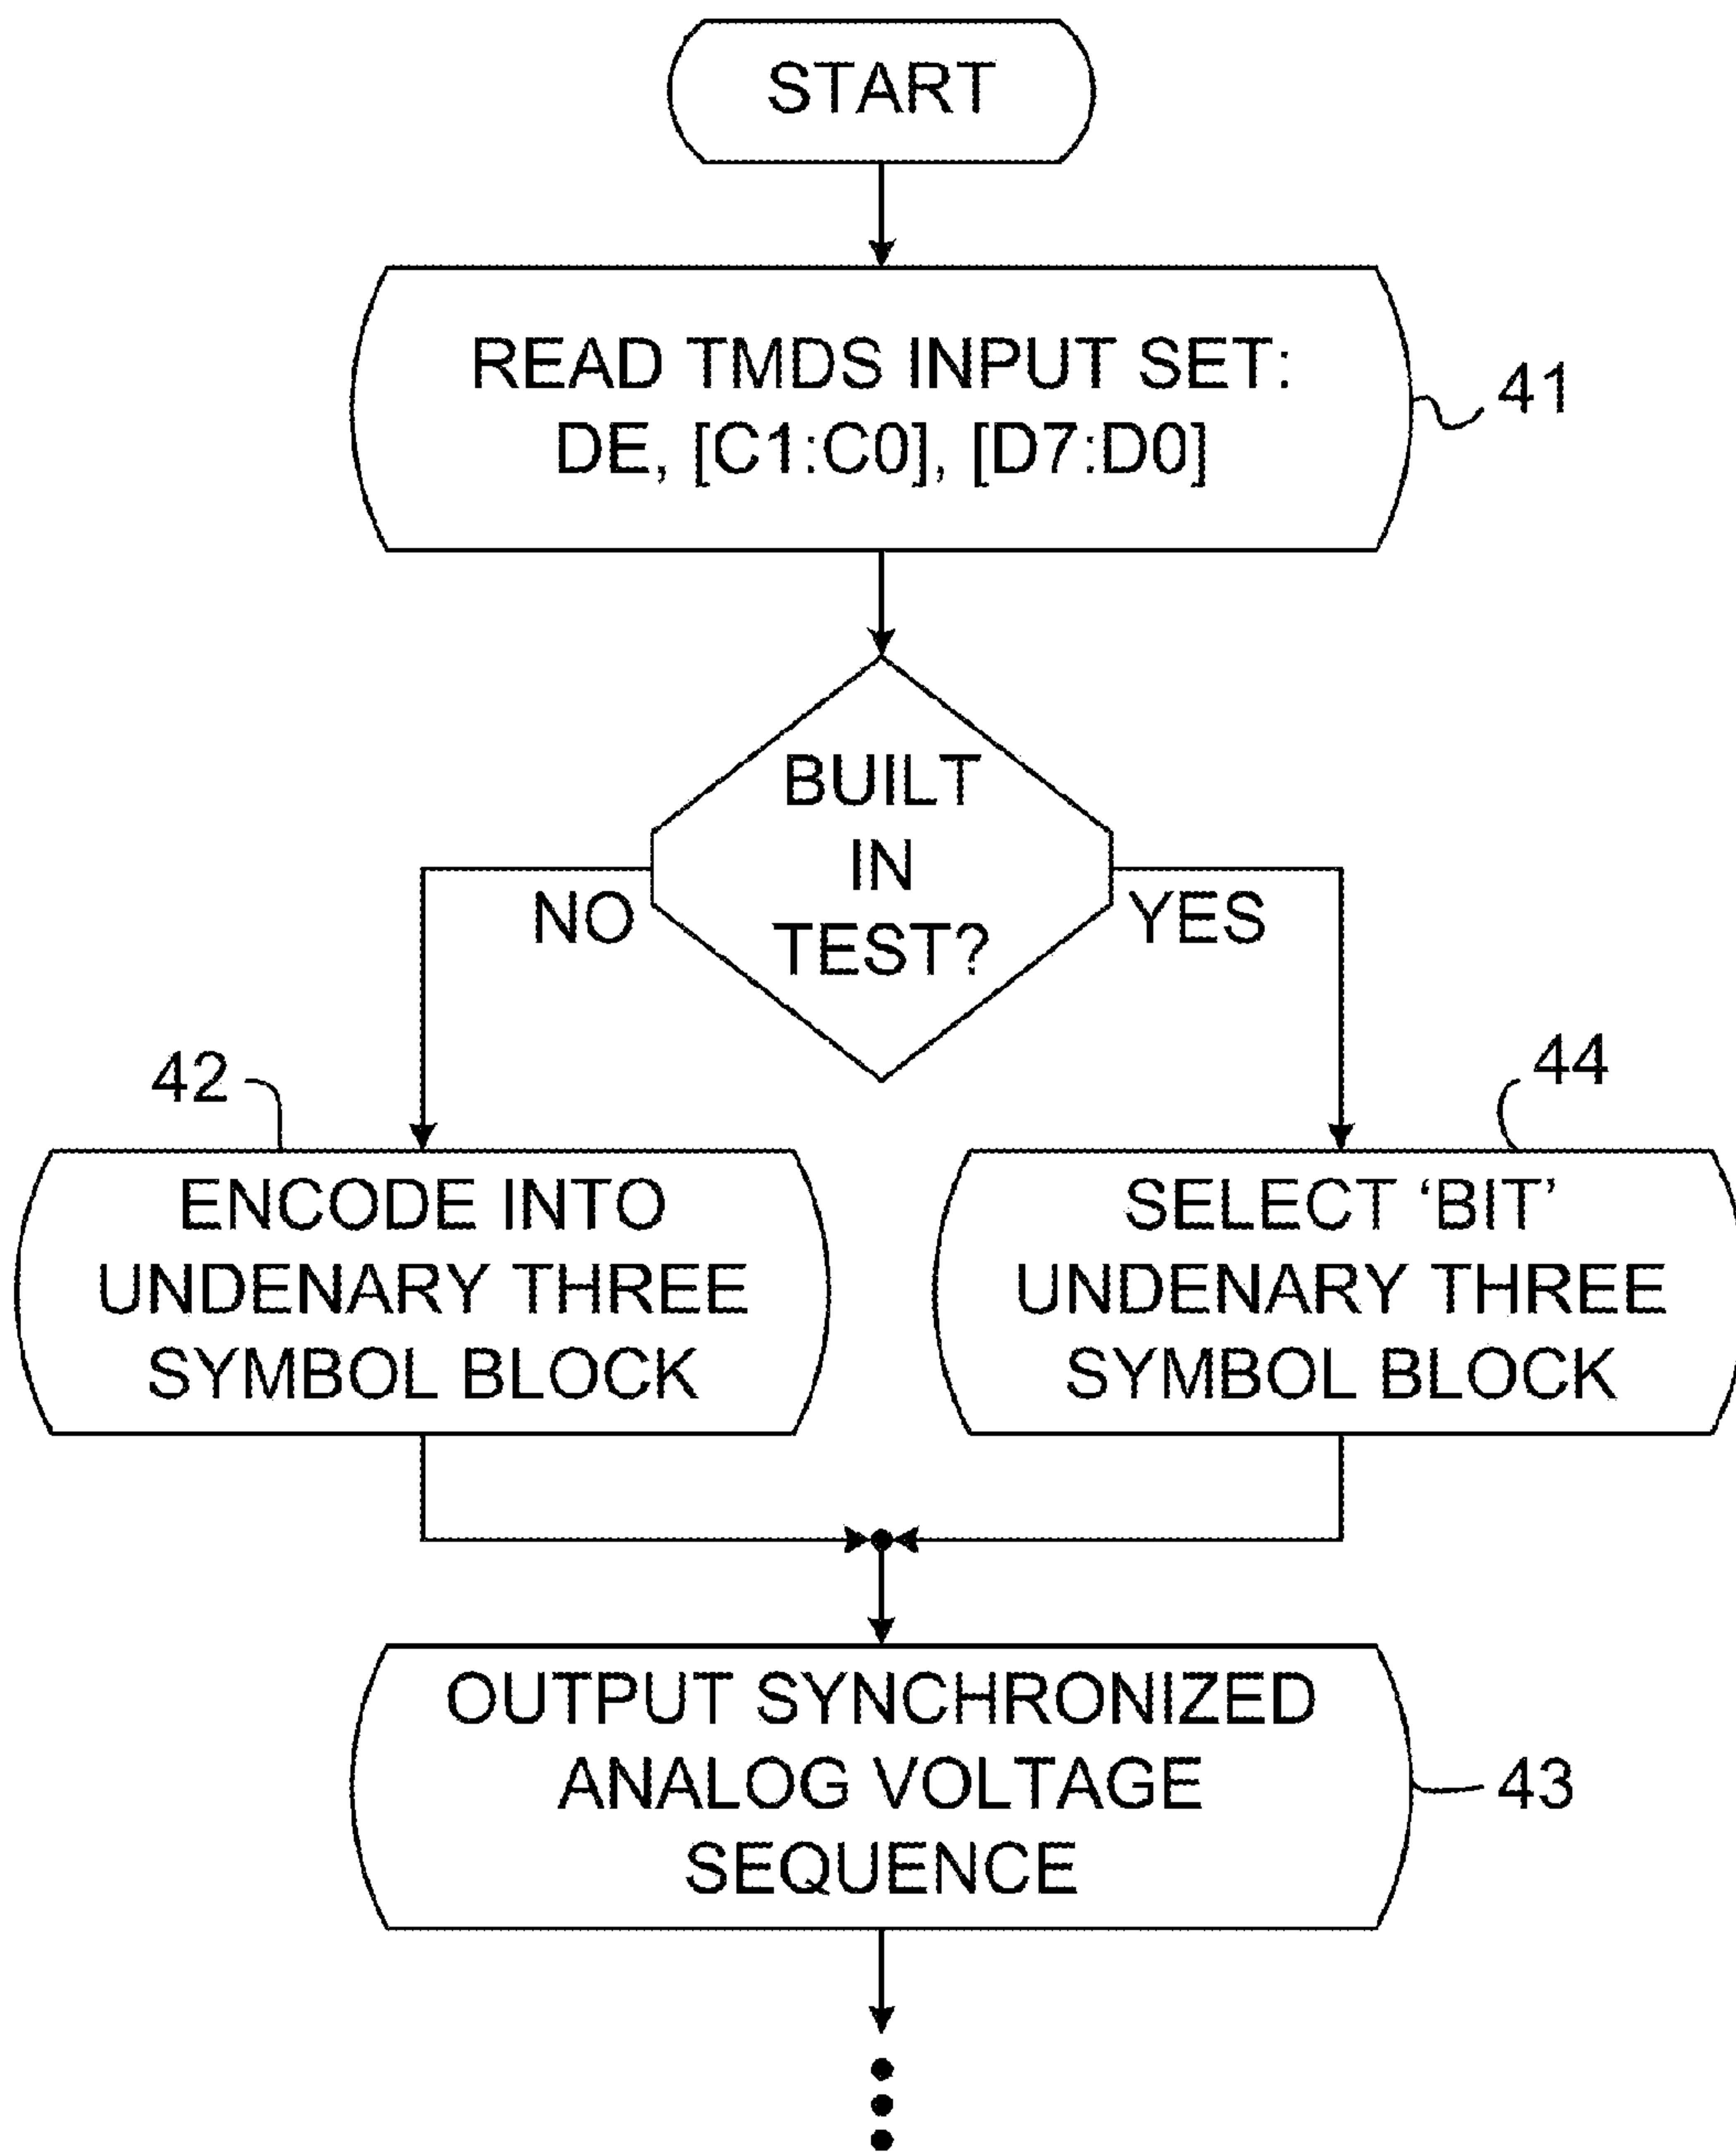 START
READ TMDS INPUT SET:
DE, [C1:C0], [D7:D0]
41
BUILT
IN
TEST?
NO
YES
42
44
ENCODE INTO
UNDENARY THREE
SYMBOL BLOCK
SELECT ‘BIT’
UNDENARY THREE
SYMBOL BLOCK
OUTPUT SYNCHRONIZED
ANALOG VOLTAGE
SEQUENCE
43